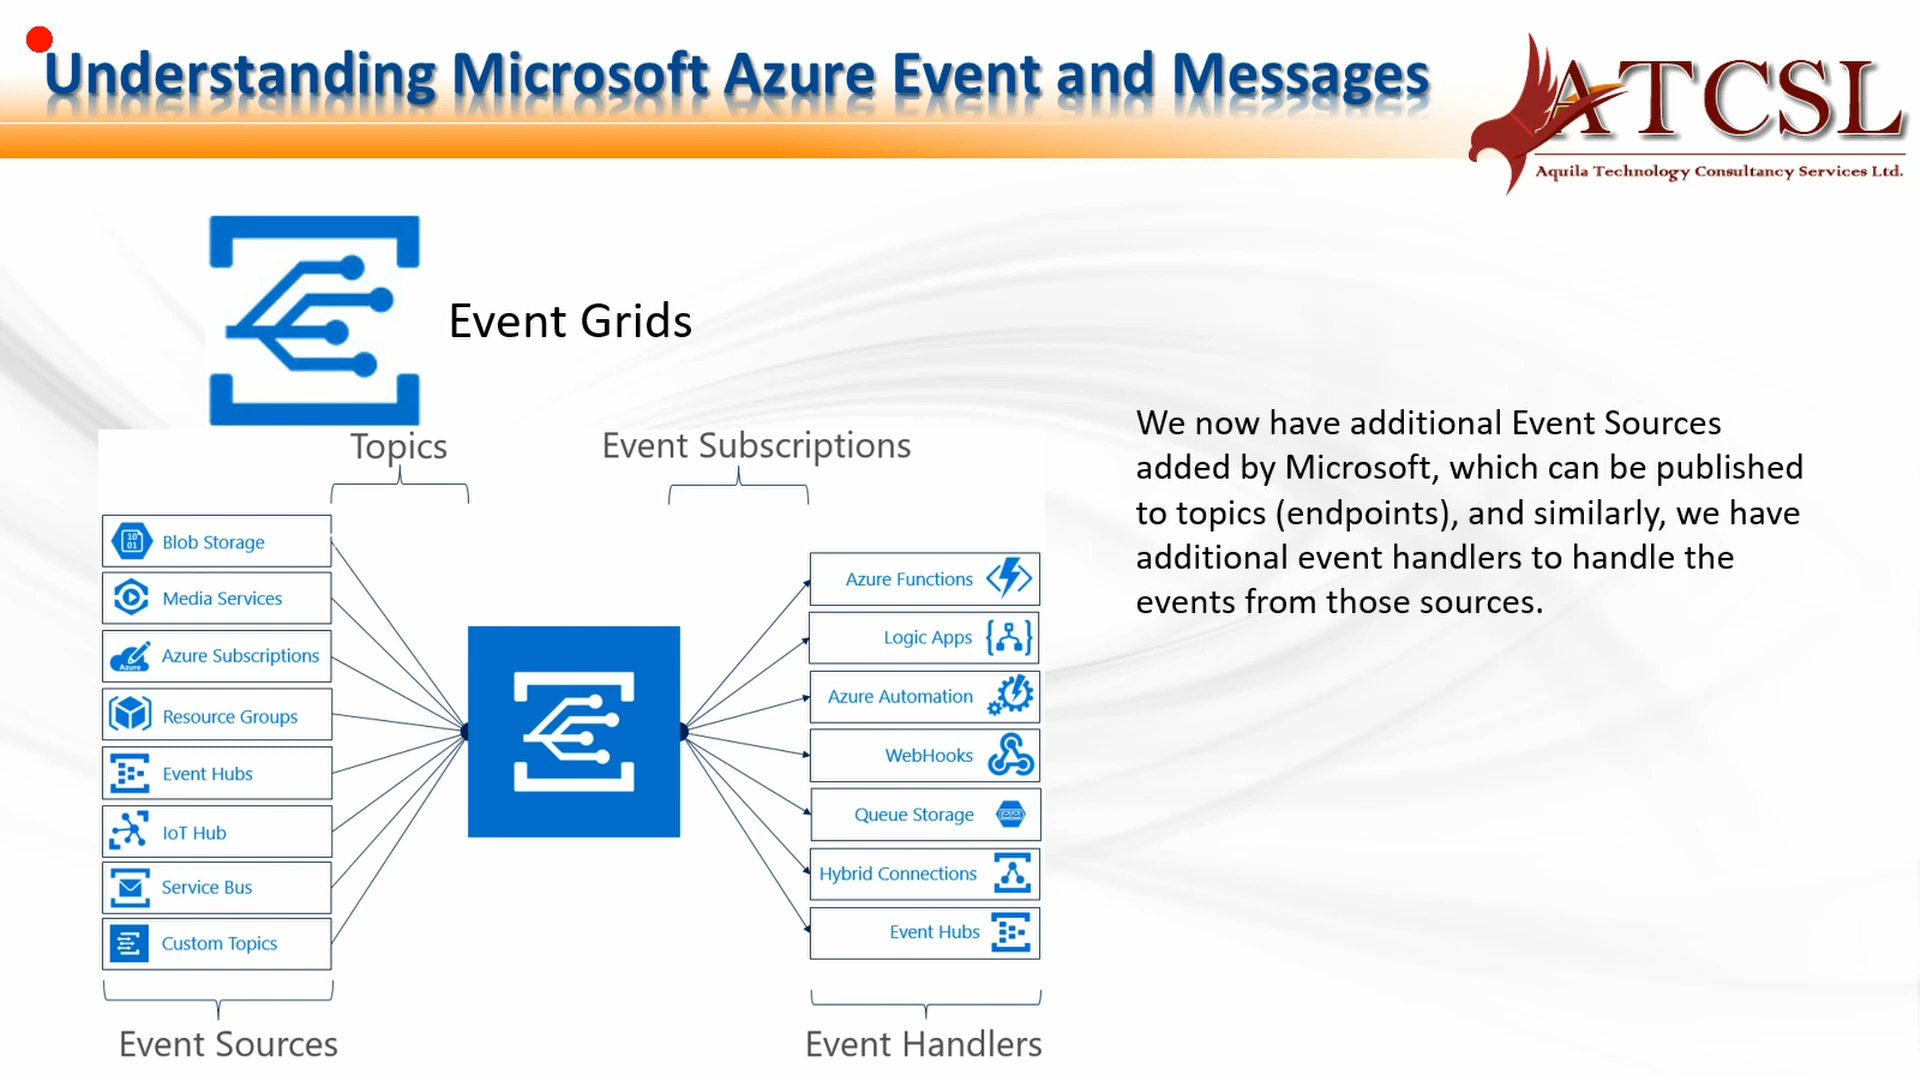 Understanding Microsoft Azure Event and Messages
ATCSL
Aquila Technology Consultancy Services Ltd.
Event Grids
Topics
Event Subscriptions
We now have additional Event Sources
added by Microsoft, which can be published
to topics (endpoints), and similarly, we have
additional event handlers to handle the
events from those sources.
Blob Storage
Media Services
Azure Subscriptions
Resource Groups
Event Hubs
IoT Hub
Service Bus
Custom Topics
Event Sources
Azure Functions
Logic Apps
Azure Automation
WebHooks
Queue Storage
Hybrid Connections
Event Hubs
Event Handlers